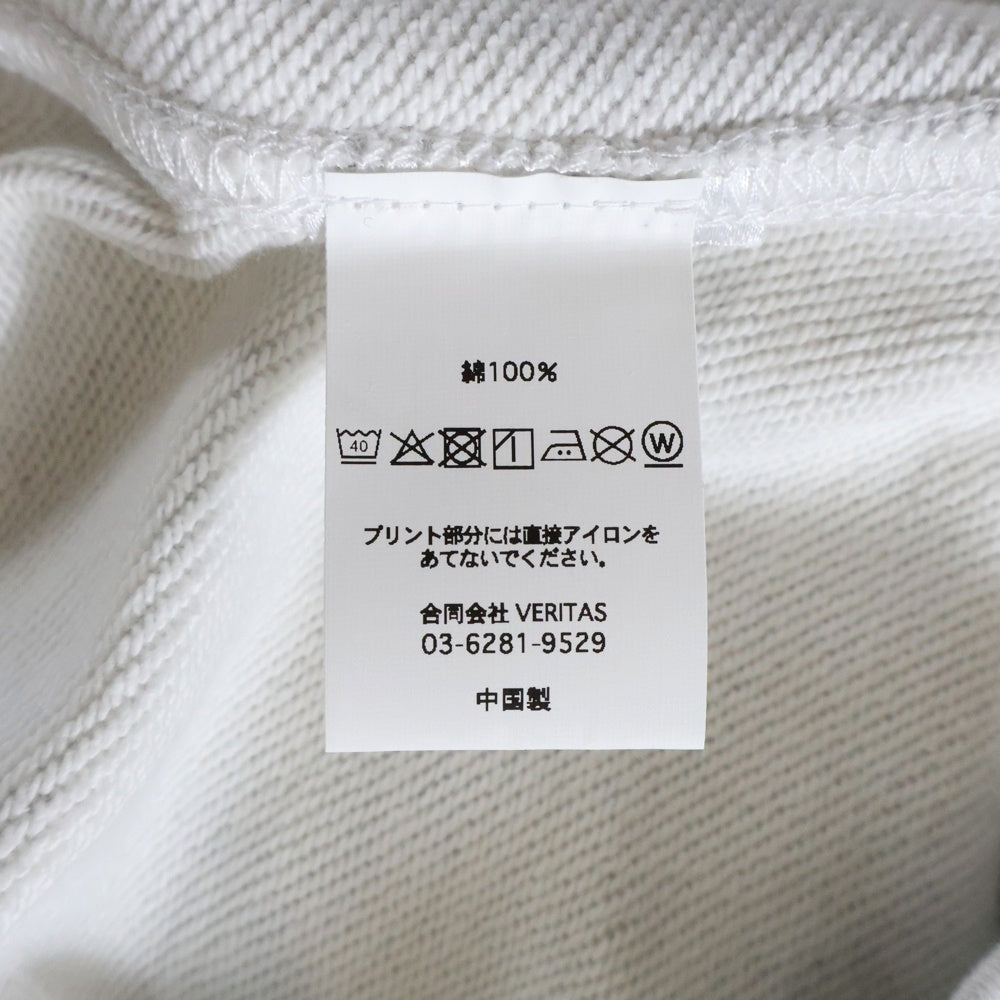 綿100%
40
W
プリント部分には直接アイロンを
あてないでください。
合同会社 VERITAS
03-6281-9529
中国製